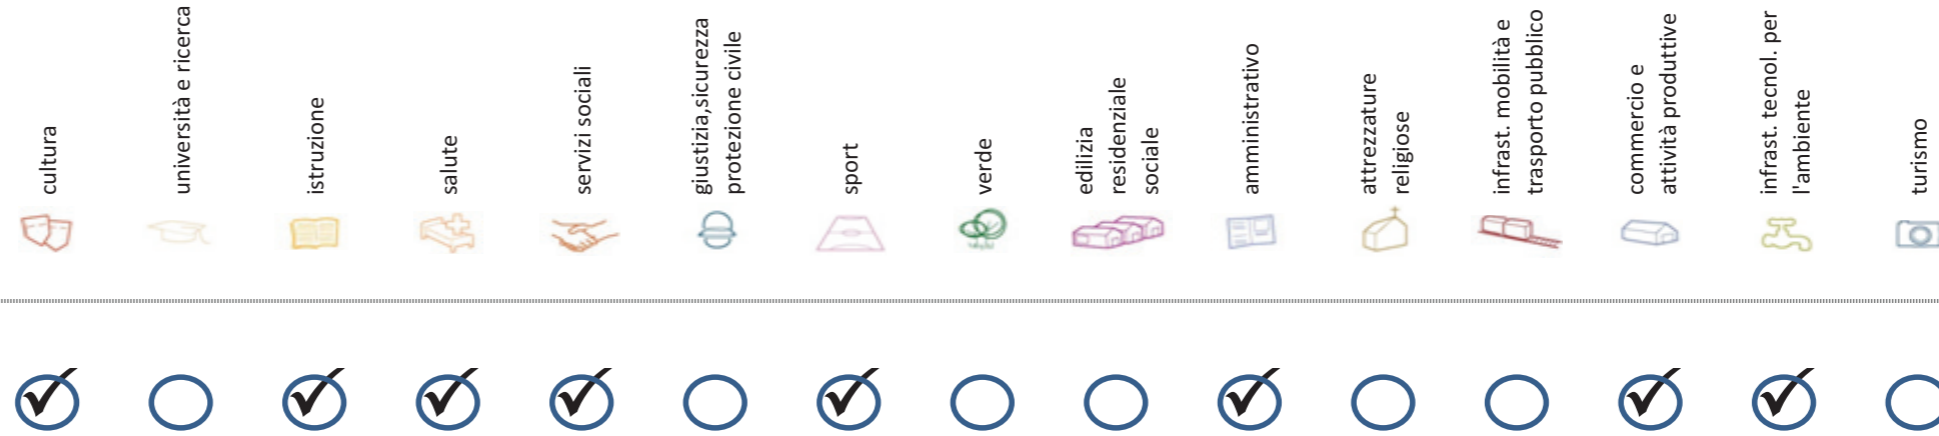 cultura
università e ricerca
istruzione
salute
servizi sociali
giustizia,sicurezza
protezione civile
sport
verde
edilizia
residenziale
sociale
amministrativo
attrezzature
religiose
infrast. mobilità e
trasporto pubblico
commercio e
attività produttive
infrast. tecnol. per
l'ambiente
turismo